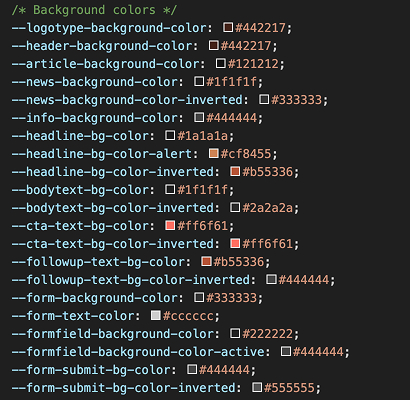 /* Background colors */
--logotype-background-color: #442217;
--header-background-color: #442217;
--article-background-color: #121212;
--news-background-color: #1f1f1f;
--news-background-color-inverted: #333333;
--info-background-color: #444444;
--headline-bg-color: #1a1a1a;
--headline-bg-color-alert: #cf8455;
--headline-bg-color-inverted: #b55336;
--bodytext-bg-color: #1f1f1f;
--bodytext-bg-color-inverted: #2a2a2a;
--cta-text-bg-color: #ff6f61;
--cta-text-bg-color-inverted: #ff6f61;
--followup-text-bg-color: #b55336;
--followup-text-bg-color-inverted: #444444;
--form-background-color: #333333;
--form-text-color: #cccccc;
--formfield-background-color: #222222;
--formfield-background-color-active: #444444;
--form-submit-bg-color: #444444;
--form-submit-bg-color-inverted: #555555;